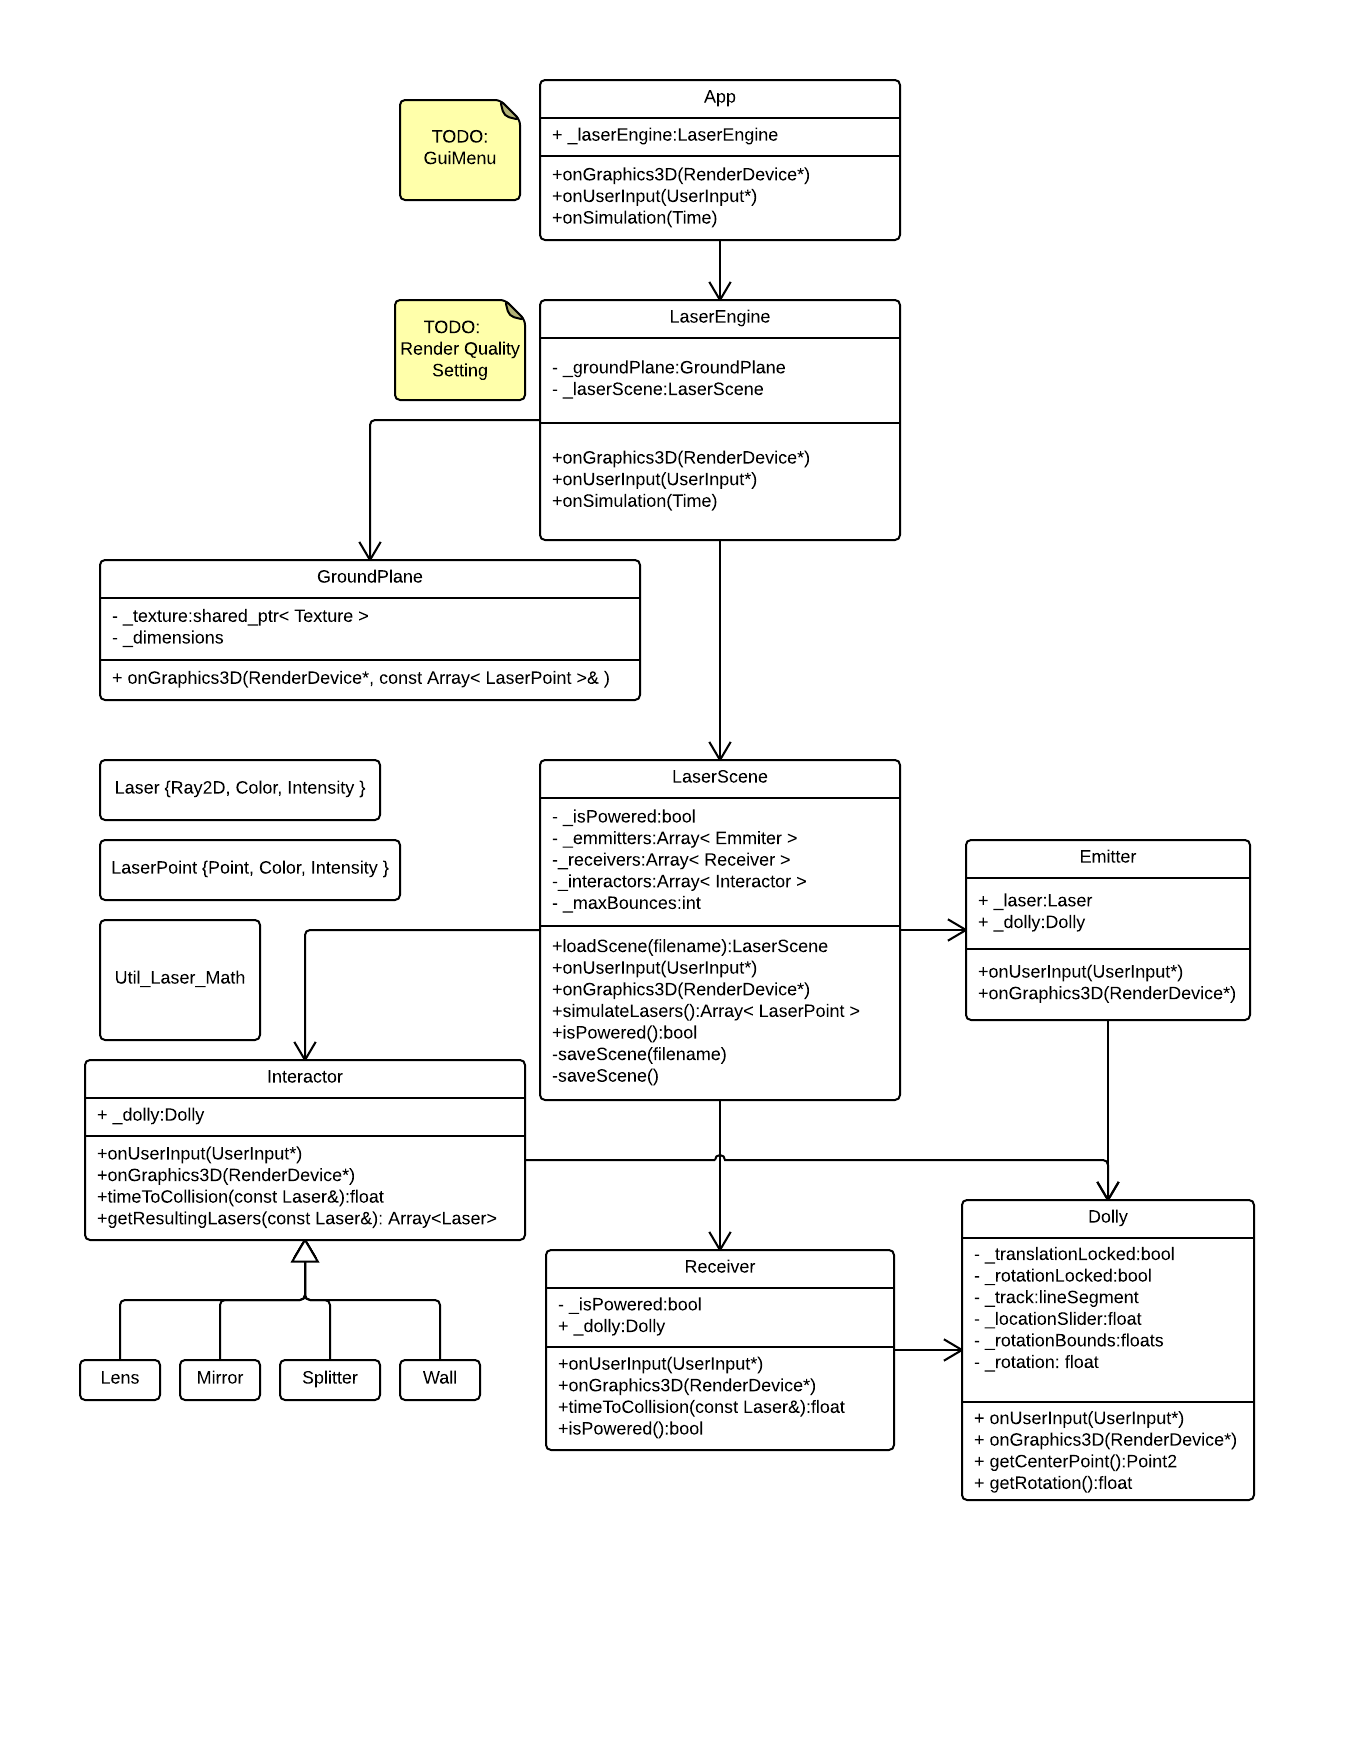 App
TODO:
GuiMenu
+ _laserEngine:LaserEngine
+onGraphics3D(RenderDevice*)
+onUserInput(UserInput*)
+onSimulation(Time)
TODO:
Render Quality
Setting
LaserEngine
- _groundPlane:GroundPlane
- _laserScene:LaserScene
+onGraphics3D(RenderDevice*)
+onUserInput(UserInput*)
+onSimulation(Time)
GroundPlane
- _texture:shared_ptr< Texture >
- _dimensions
+ onGraphics3D(RenderDevice*, const Array< LaserPoint >& )
Laser {Ray2D, Color, Intensity }
LaserPoint {Point, Color, Intensity }
Util_Laser_Math
LaserScene
- _isPowered:bool
- _emmitters:Array< Emmiter >
-_receivers:Array< Receiver >
-_interactors:Array< Interactor >
- _maxBounces:int
+loadScene(filename):LaserScene
+onUserInput(UserInput*)
+onGraphics3D(RenderDevice*)
+simulateLasers():Array< LaserPoint >
+isPowered():bool
-saveScene(filename)
-saveScene()
Emitter
+ _laser:Laser
+ _dolly:Dolly
+onUserInput(UserInput*)
+onGraphics3D(RenderDevice*)
Interactor
+ _dolly:Dolly
+onUserInput(UserInput*)
+onGraphics3D(RenderDevice*)
+timeToCollision(const Laser&):float
+getResultingLasers(const Laser&): Array<Laser>
Lens
Mirror
Splitter
Wall
Receiver
- _isPowered:bool
+ _dolly:Dolly
+onUserInput(UserInput*)
+onGraphics3D(RenderDevice*)
+timeToCollision(const Laser&):float
+isPowered():bool
Dolly
- _translationLocked:bool
- _rotationLocked:bool
- _track:lineSegment
- _locationSlider:float
- _rotationBounds:floats
- _rotation: float
+ onUserInput(UserInput*)
+ onGraphics3D(RenderDevice*)
+ getCenterPoint():Point2
+ getRotation():float